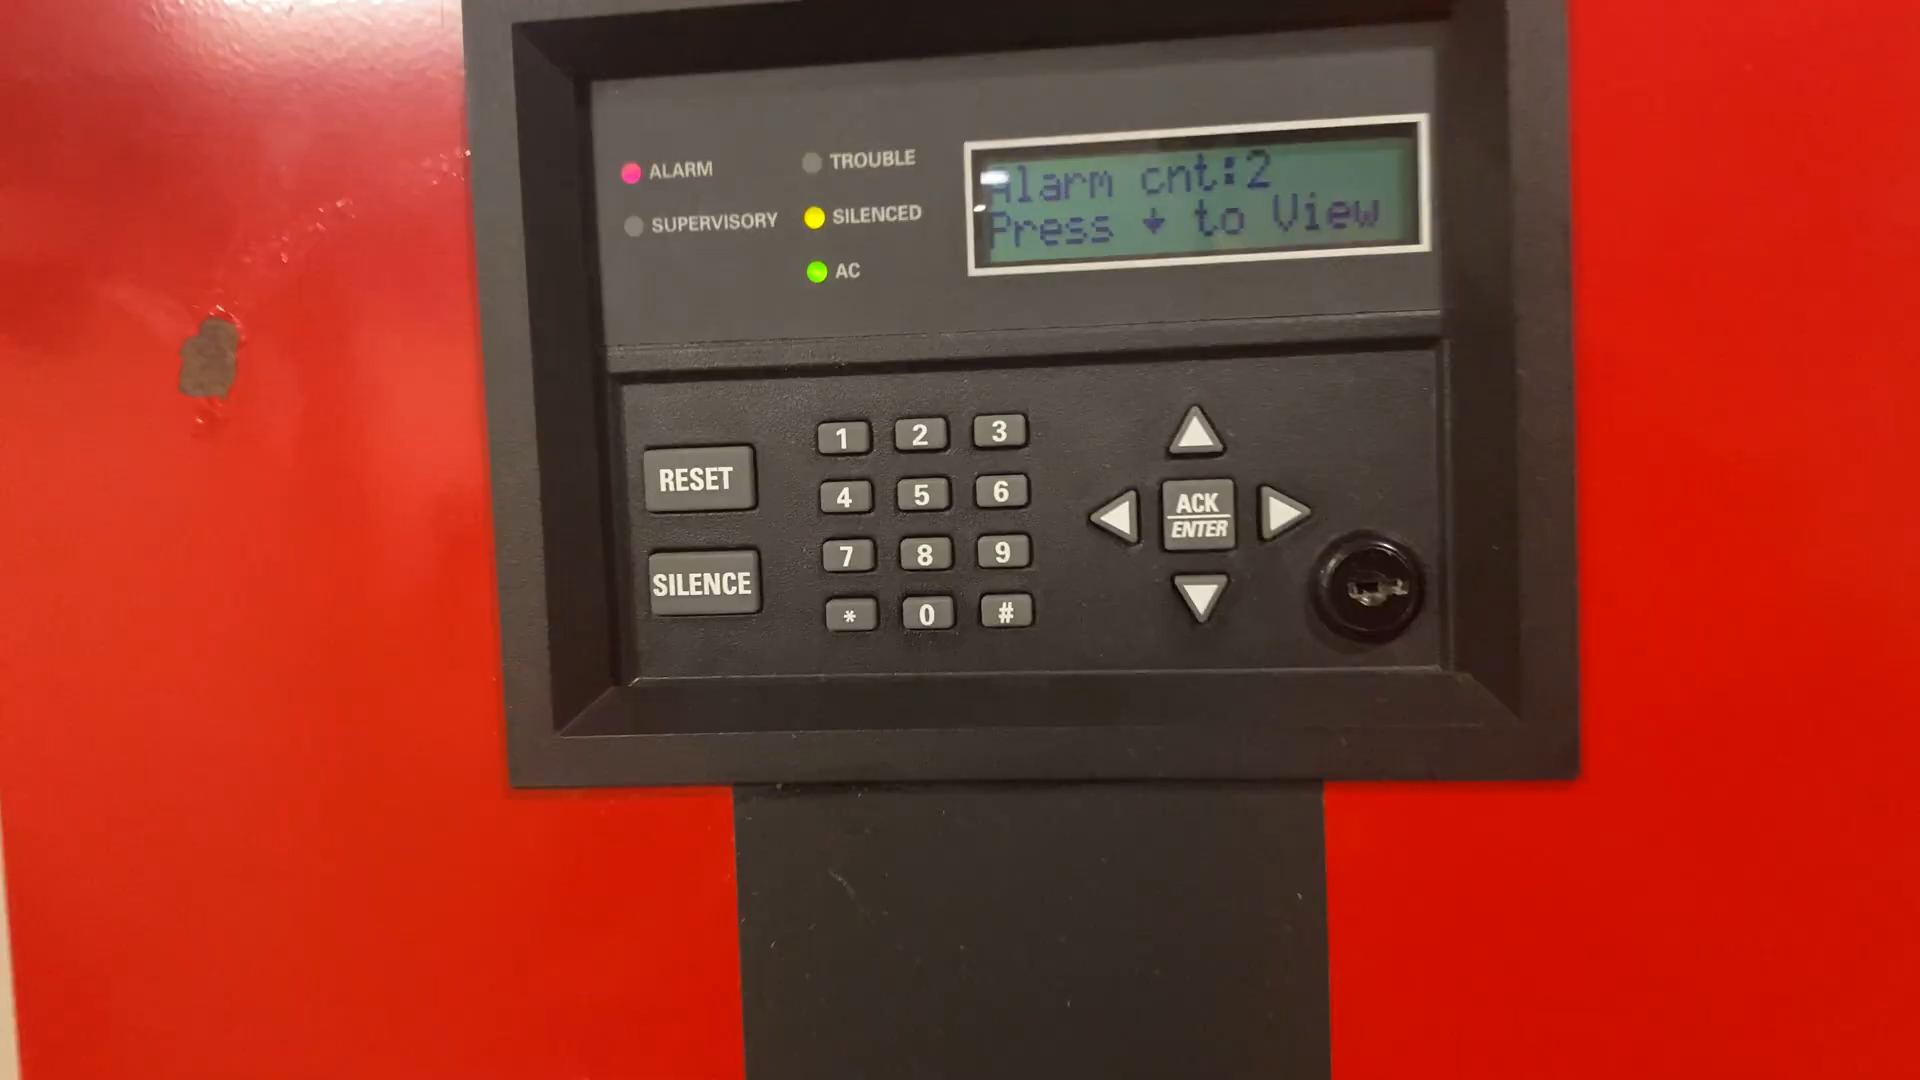 ALARM
TROUBLE
SUPERVISORY
SILENCED
AC
Alarm cnt:2
Press ↓ to View
RESET
SILENCE
1 2 3
4 5 6
7 8 9
* 0 #
ACK
ENTER